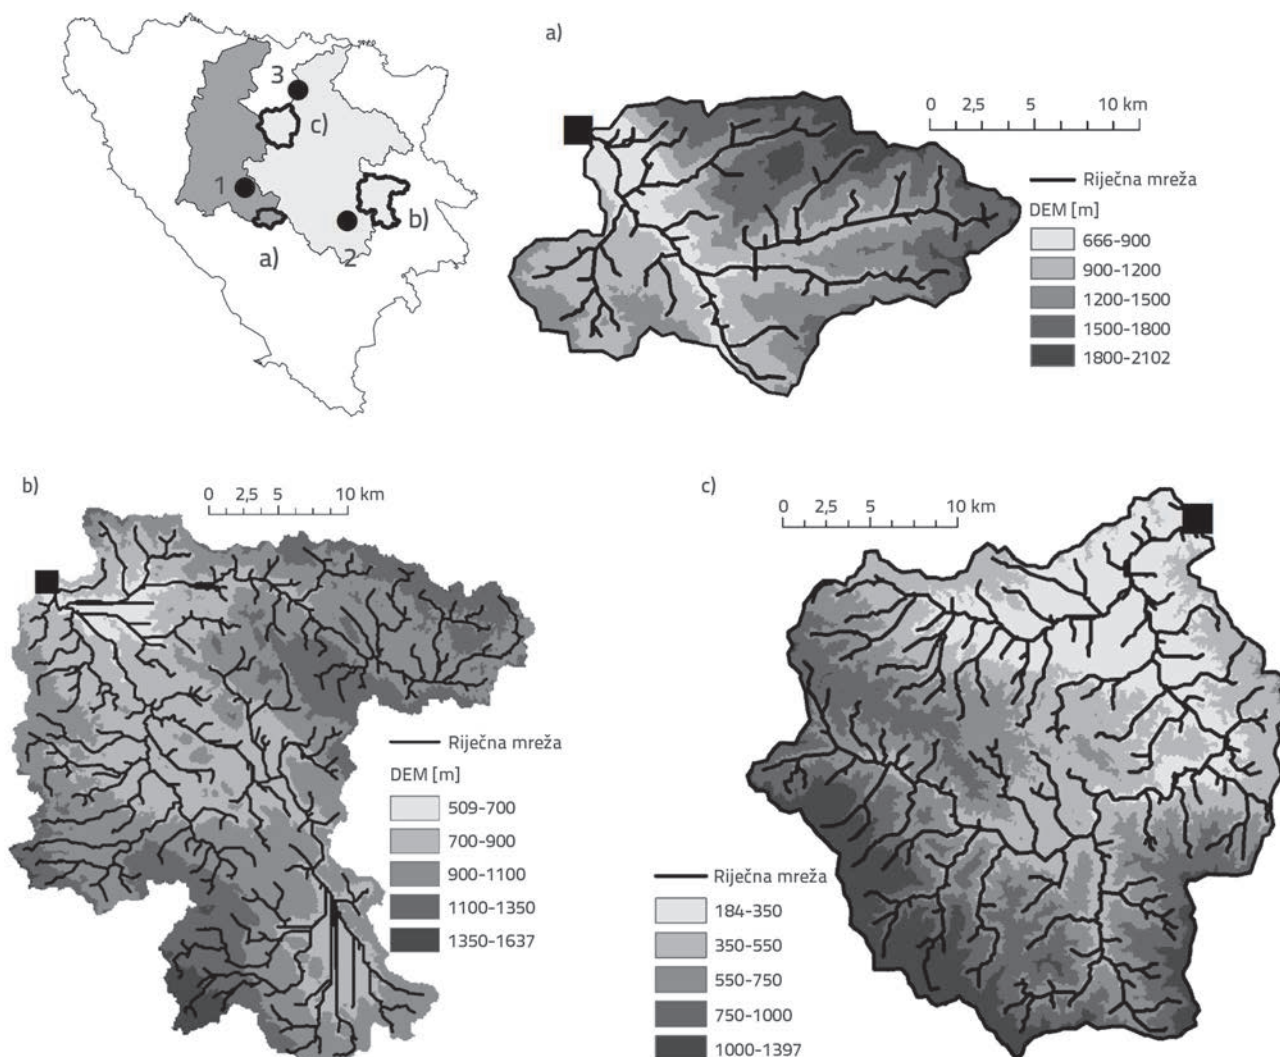 3
c)
1
b)
a)
2
a)
0 2,5 5 10 km
Riječna mreža
DEM [m]
666-900
900-1200
1200-1500
1500-1800
1800-2102
b)
0 2,5 5 10 km
Riječna mreža
DEM [m]
509-700
700-900
900-1100
1100-1350
1350-1637
c)
0 2,5 5 10 km
Riječna mreža
184-350
350-550
550-750
750-1000
1000-1397